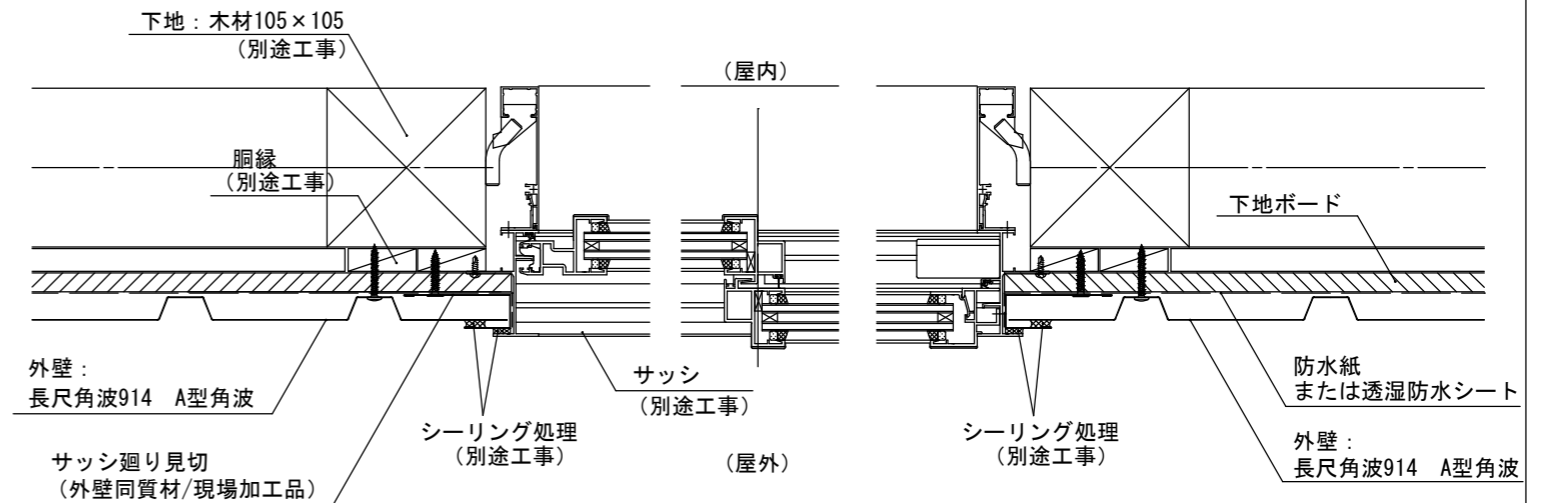 下地：木材105×105
（別途工事）
（屋内）
胴縁
（別途工事）
下地ボード
外壁：
長尺角波914　A型角波
サッシ
（別途工事）
防水紙
または透湿防水シート
シーリング処理
（別途工事）
シーリング処理
（別途工事）
サッシ廻り見切
（外壁同質材/現場加工品）
（屋外）
外壁：
長尺角波914　A型角波